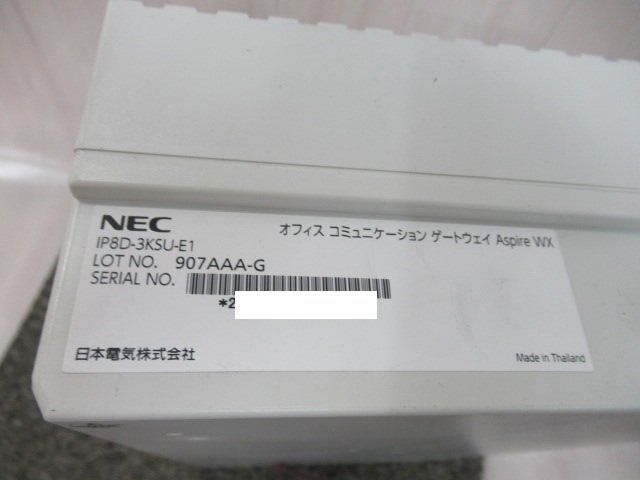 NEC
オフィス コミュニケーション ゲートウェイ Aspire WX
IP8D-3KSU-E1
LOT NO. 907AAA-G
SERIAL NO.
*2
日本電気株式会社
Made in Thailand